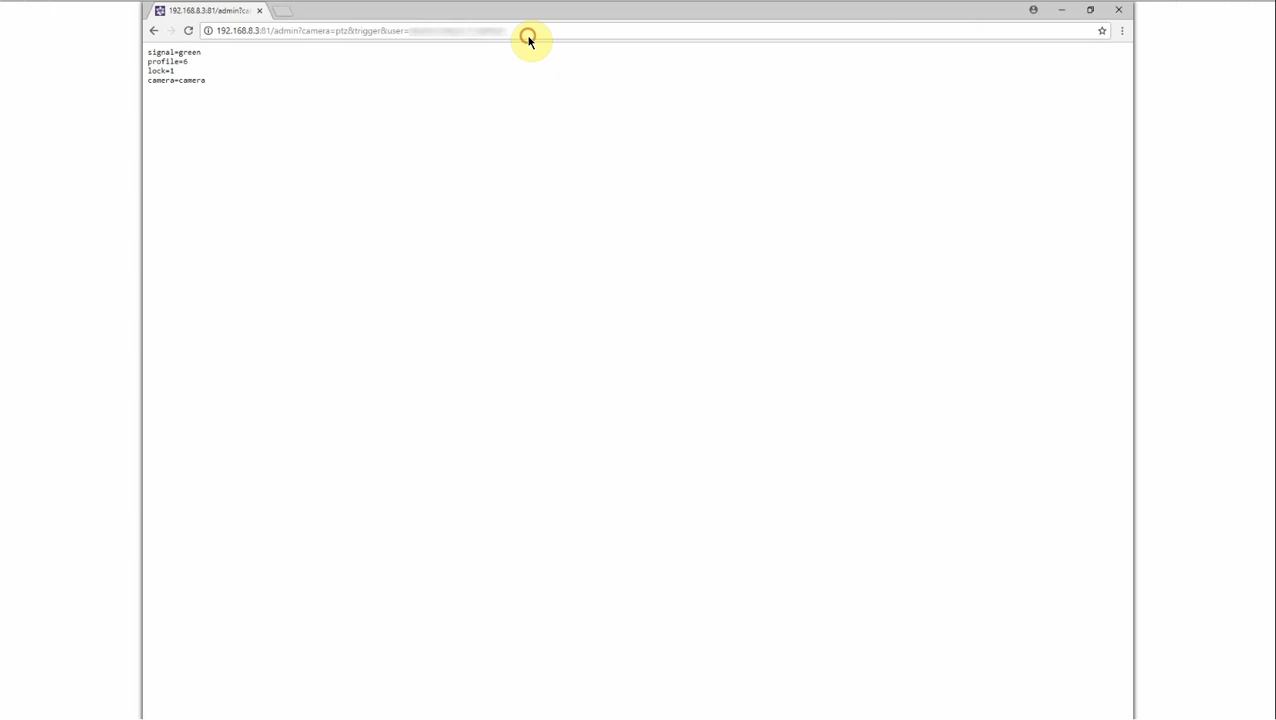 192.168.8.3:81/admin?ca
192.168.8.3:81/admin?camera=ptz&trigger&user=
signal=green
profile=6
lock=1
camera=camera